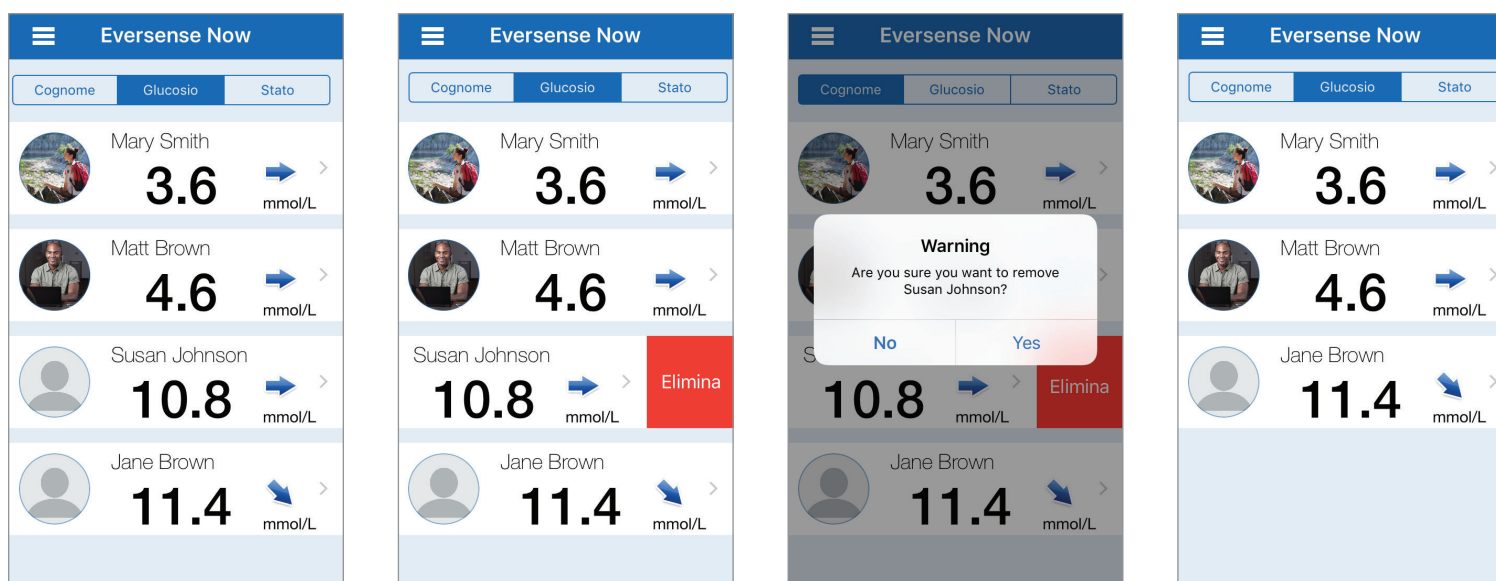 Eversense Now
Cognome Glucosio Stato
Mary Smith
3.6
mmol/L
Matt Brown
4.6
mmol/L
Susan Johnson
10.8
mmol/L
Jane Brown
11.4
mmol/L
Eversense Now
Cognome Glucosio Stato
Mary Smith
3.6
mmol/L
Matt Brown
4.6
mmol/L
Susan Johnson
10.8
mmol/L
Elimina
Jane Brown
11.4
mmol/L
Eversense Now
Cognome Glucosio Stato
Mary Smith
3.6
mmol/L
Warning
Are you sure you want to remove
Susan Johnson?
No Yes
S
10.8
mmol/L
Elimina
Jane Brown
11.4
mmol/L
Eversense Now
Cognome Glucosio Stato
Mary Smith
3.6
mmol/L
Matt Brown
4.6
mmol/L
Jane Brown
11.4
mmol/L